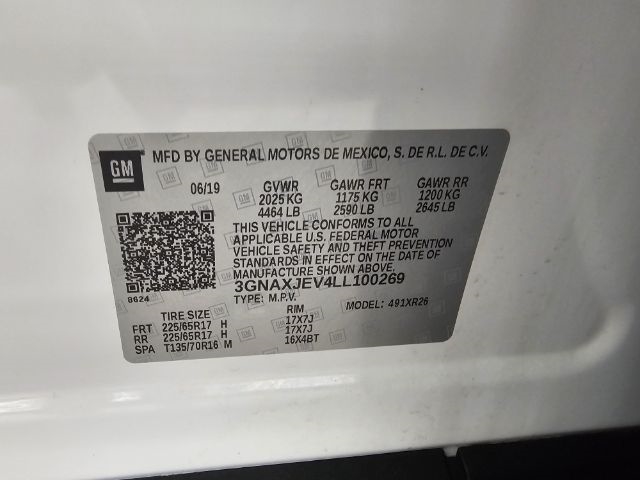 GM MFD BY GENERAL MOTORS DE MEXICO, S. DE R.L. DE C.V.
06/19 GVWR GAWR FRT GAWR RR
2025 KG 1175 KG 1200 KG
4464 LB 2590 LB 2645 LB
THIS VEHICLE CONFORMS TO ALL
APPLICABLE U.S. FEDERAL MOTOR
VEHICLE SAFETY AND THEFT PREVENTION
STANDARDS IN EFFECT ON THE DATE OF
MANUFACTURE SHOWN ABOVE.
3GNAXJEV4LL100269
8624 TYPE: M.P.V. MODEL: 491XR26
TIRE SIZE RIM
FRT 225/65R17 H 17X7J
RR 225/65R17 H 17X7J
SPA T135/70R16 M 16X4BT